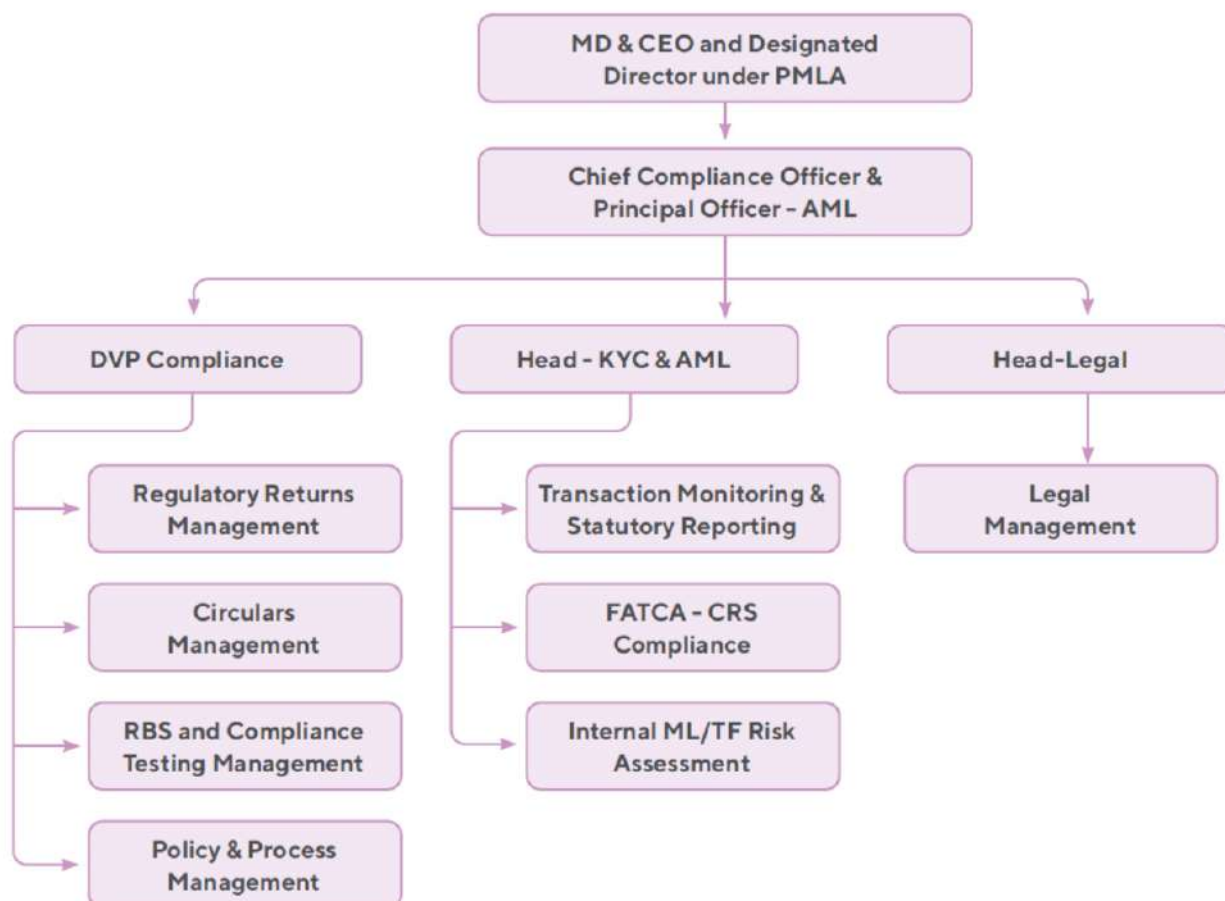 MD & CEO and Designated
Director under PMLA
Chief Compliance Officer &
Principal Officer - AML
DVP Compliance
Head - KYC & AML
Head-Legal
Regulatory Returns
Management
Transaction Monitoring &
Statutory Reporting
Legal
Management
Circulars
Management
FATCA - CRS
Compliance
RBS and Compliance
Testing Management
Internal ML/TF Risk
Assessment
Policy & Process
Management